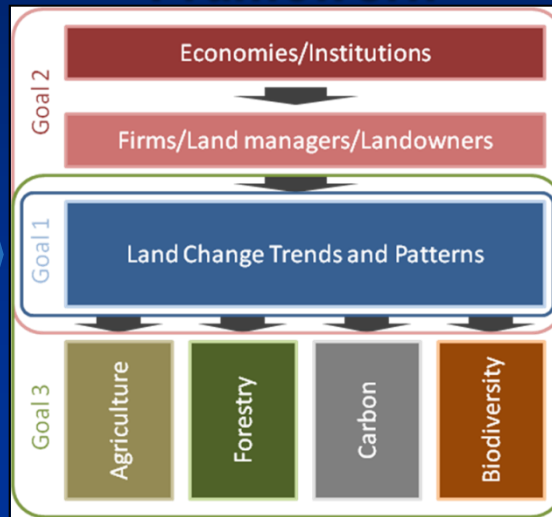 Goal 2
Economies/Institutions
Firms/Land managers/Landowners
Goal 1
Land Change Trends and Patterns
Goal 3
Agriculture
Forestry
Carbon
Biodiversity